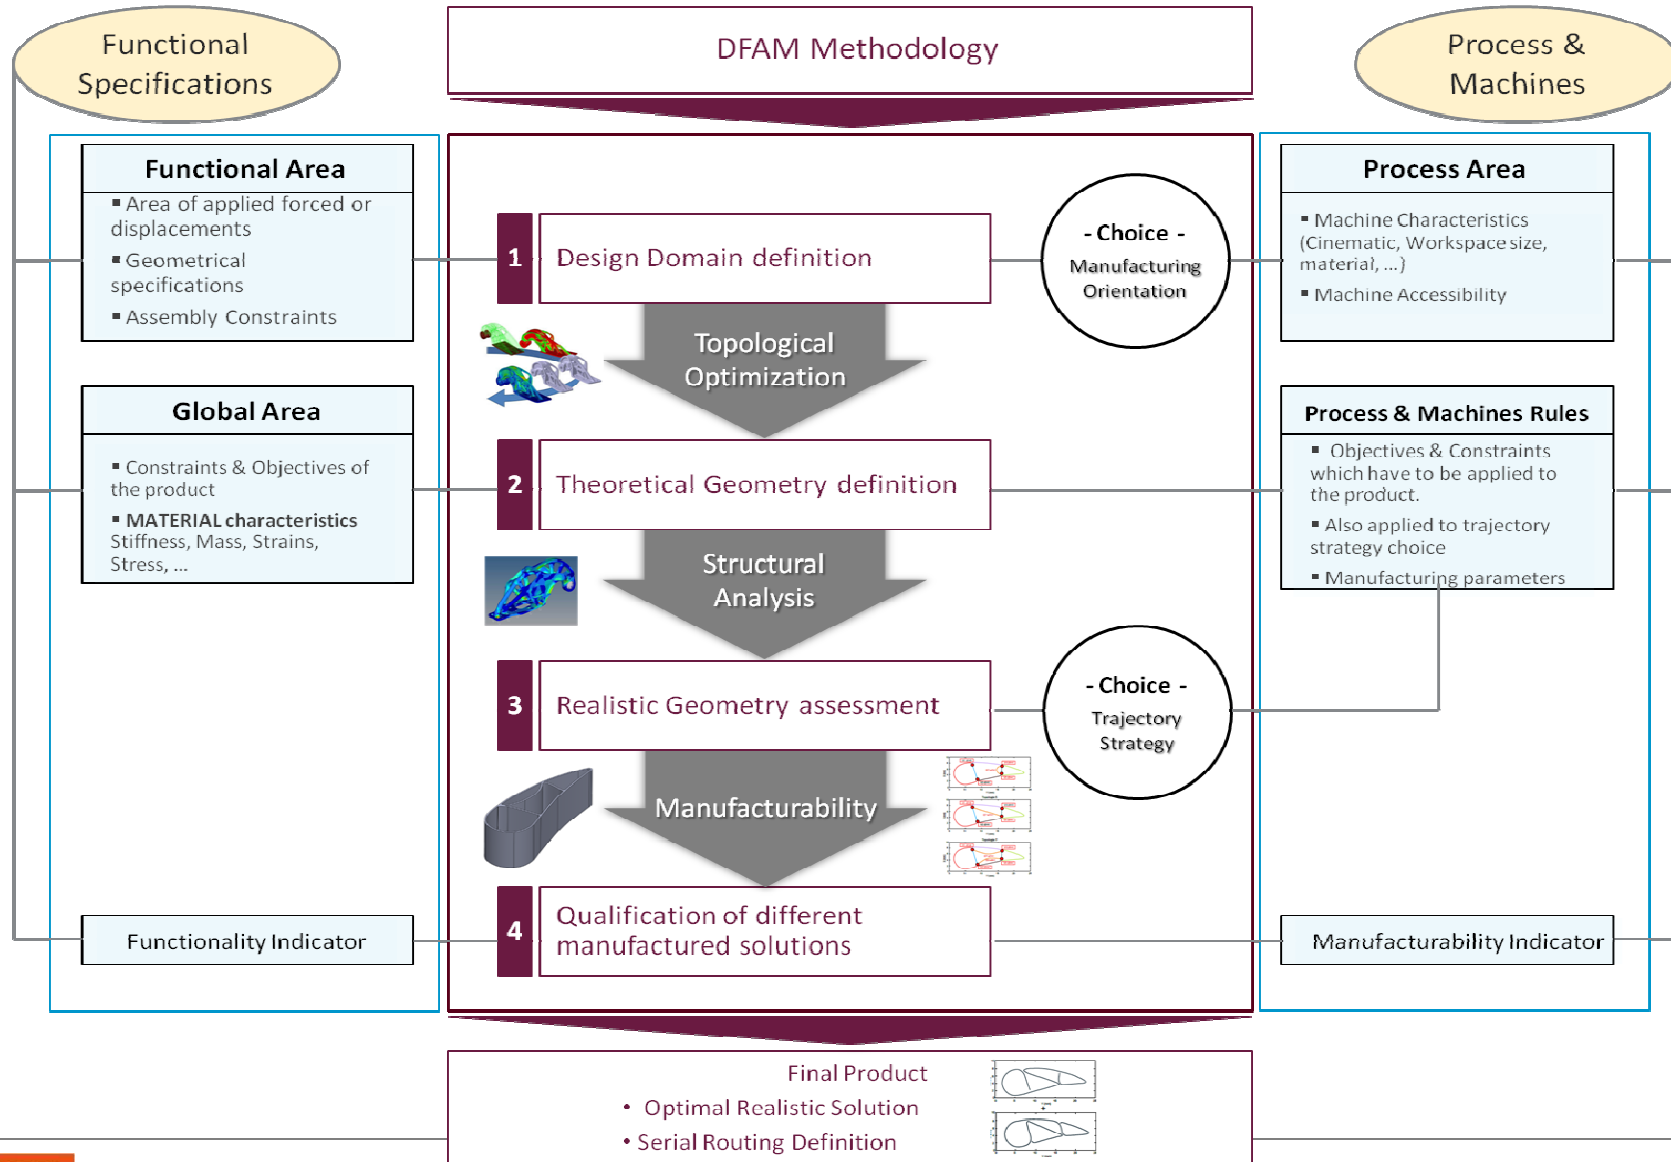 Functional
Specifications
DFAM Methodology
Process &
Machines
Functional Area
▪ Area of applied forced or
displacements
▪ Geometrical
specifications
▪ Assembly Constraints
Global Area
▪ Constraints & Objectives of
the product
▪ MATERIAL characteristics
Stiffness, Mass, Strains,
Stress, ...
Functionality Indicator
1 Design Domain definition
Topological
Optimization
2 Theoretical Geometry definition
Structural
Analysis
3 Realistic Geometry assessment
Manufacturability
4 Qualification of different
manufactured solutions
- Choice -
Manufacturing
Orientation
- Choice -
Trajectory
Strategy
Process Area
▪ Machine Characteristics
(Cinematic, Workspace size,
material, ...)
▪ Machine Accessibility
Process & Machines Rules
▪ Objectives & Constraints
which have to be applied to
the product.
▪ Also applied to trajectory
strategy choice
▪ Manufacturing parameters
Manufacturability Indicator
Final Product
• Optimal Realistic Solution
• Serial Routing Definition